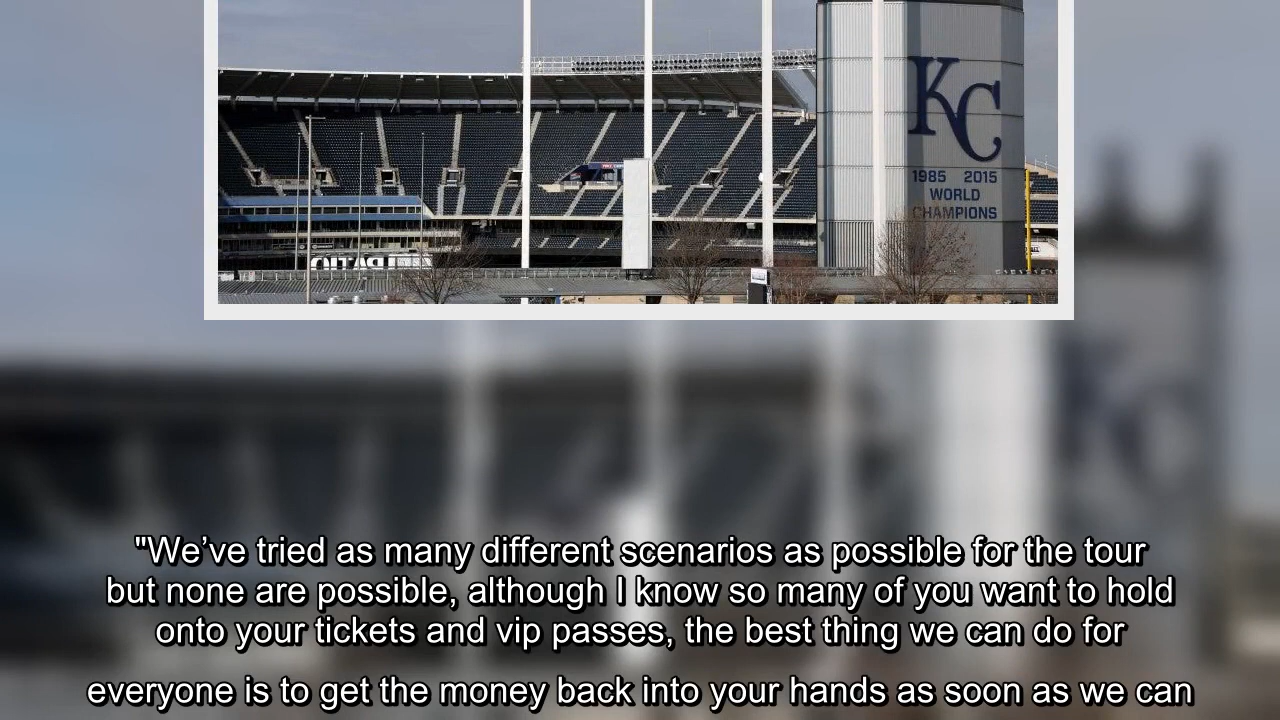 KC
1985 2015
WORLD
CHAMPIONS
"We’ve tried as many different scenarios as possible for the tour
but none are possible, although I know so many of you want to hold
onto your tickets and vip passes, the best thing we can do for
everyone is to get the money back into your hands as soon as we can